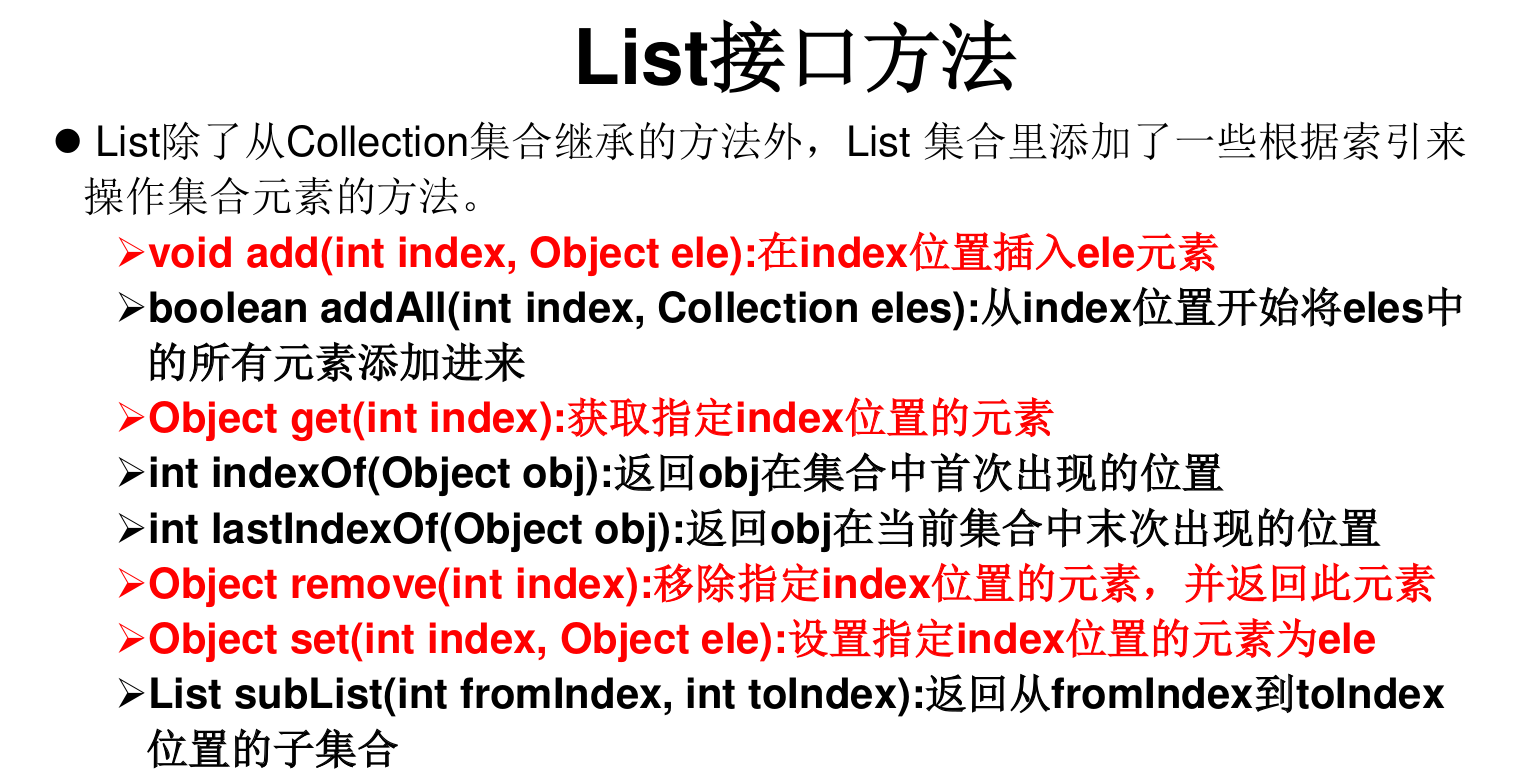 List接口方法
● List除了从Collection集合继承的方法外，List 集合里添加了一些根据索引来
操作集合元素的方法。
➢void add(int index, Object ele):在index位置插入ele元素
➢boolean addAll(int index, Collection eles):从index位置开始将eles中
的所有元素添加进来
➢Object get(int index):获取指定index位置的元素
➢int indexOf(Object obj):返回obj在集合中首次出现的位置
➢int lastIndexOf(Object obj):返回obj在当前集合中末次出现的位置
➢Object remove(int index):移除指定index位置的元素，并返回此元素
➢Object set(int index, Object ele):设置指定index位置的元素为ele
➢List subList(int fromIndex, int toIndex):返回从fromIndex到toIndex
位置的子集合